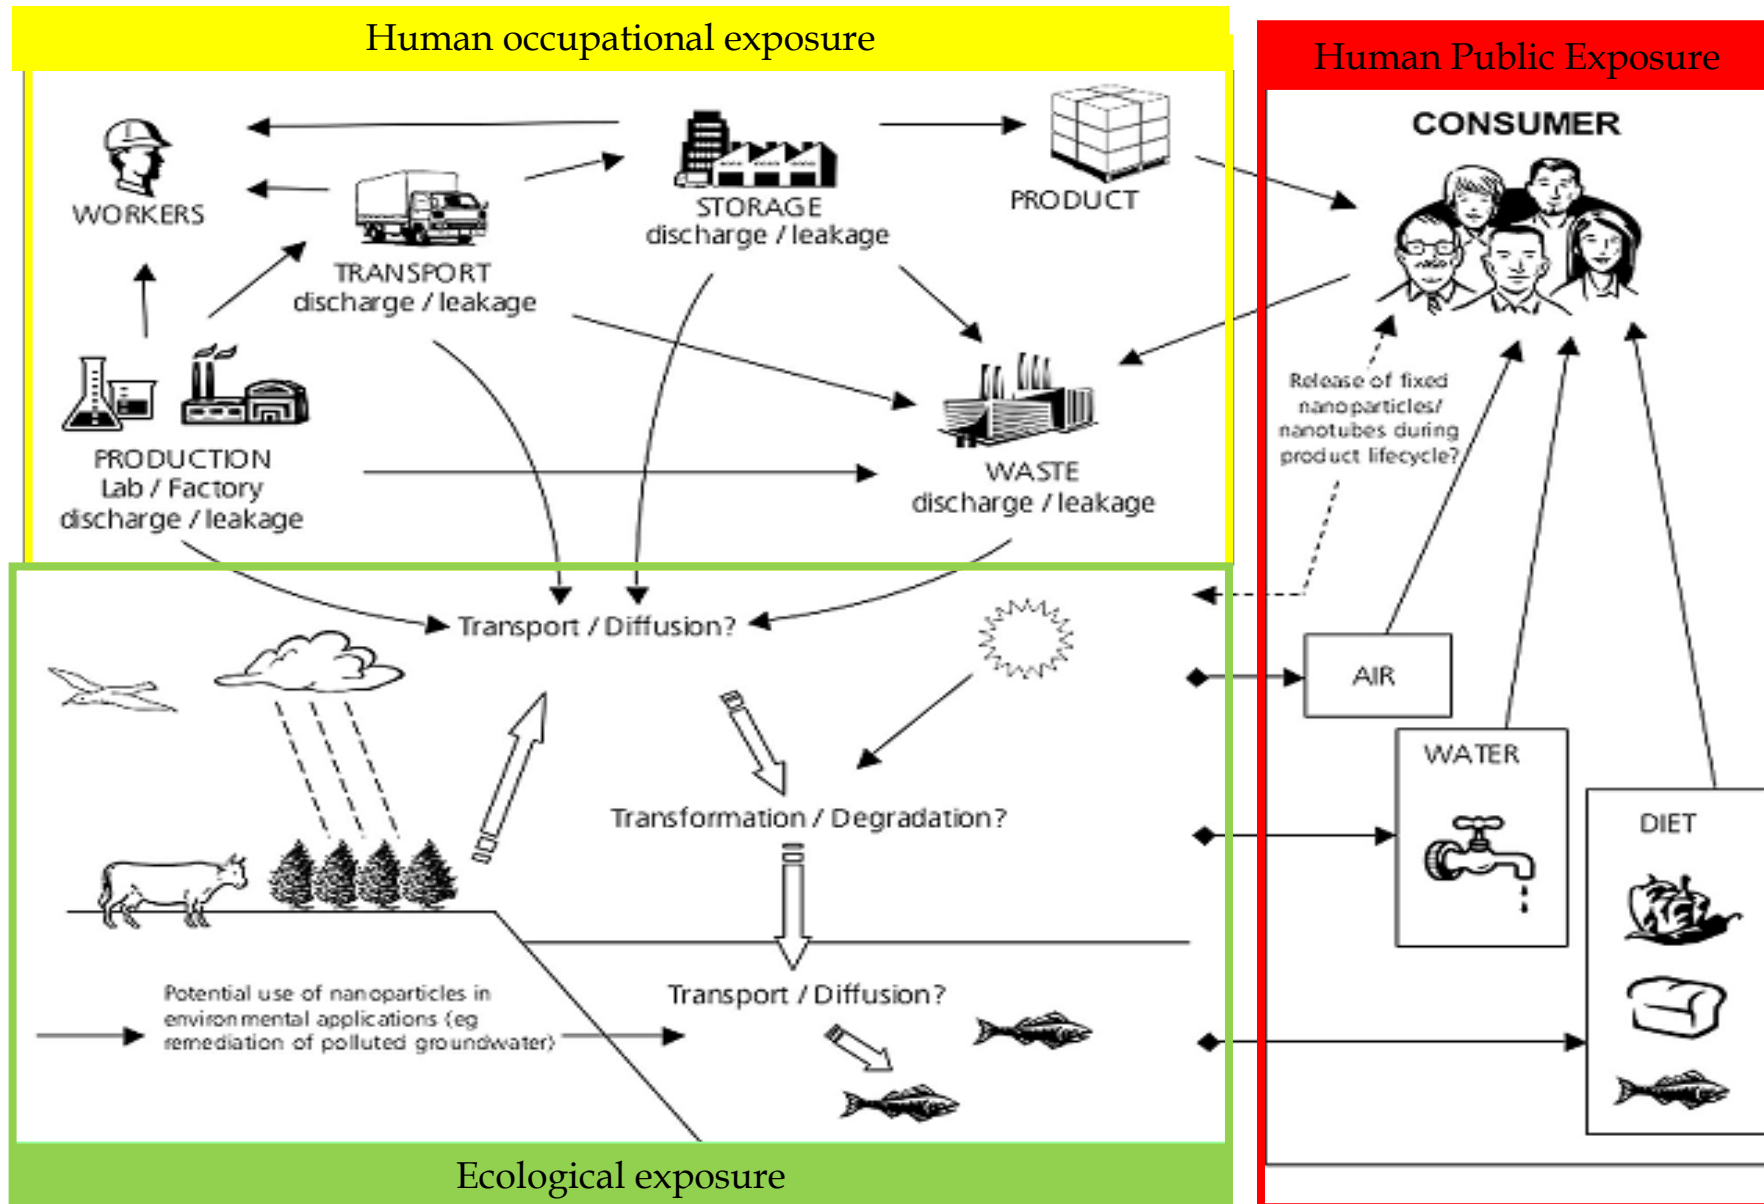 Human occupational exposure
Human Public Exposure
CONSUMER
WORKERS
TRANSPORT
discharge / leakage
STORAGE
discharge / leakage
PRODUCT
PRODUCTION
Lab / Factory
discharge / leakage
WASTE
discharge / leakage
Release of fixed
nanoparticles/
nanotubes during
product lifecycle?
Transport / Diffusion?
Transformation / Degradation?
Potential use of nanoparticles in
environmental applications (eg
remediation of polluted groundwater)
Transport / Diffusion?
AIR
WATER
DIET
Ecological exposure